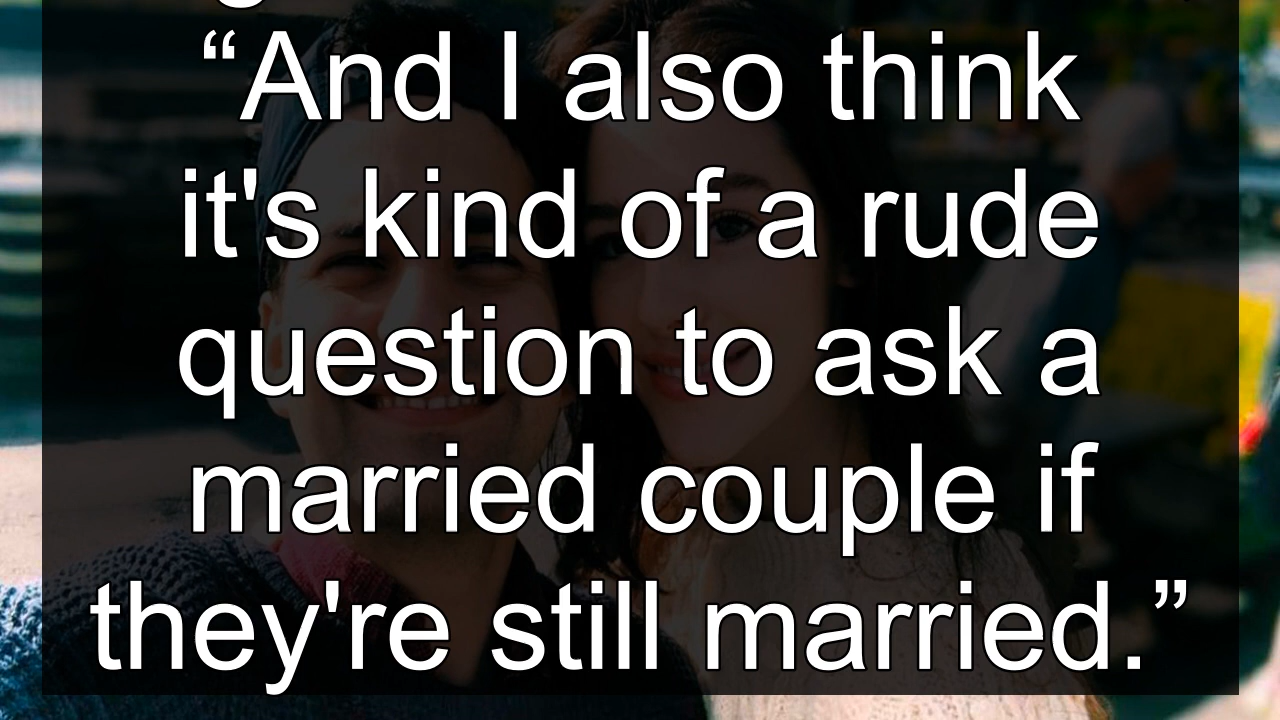 “And I also think
it's kind of a rude
question to ask a
married couple if
they're still married.”